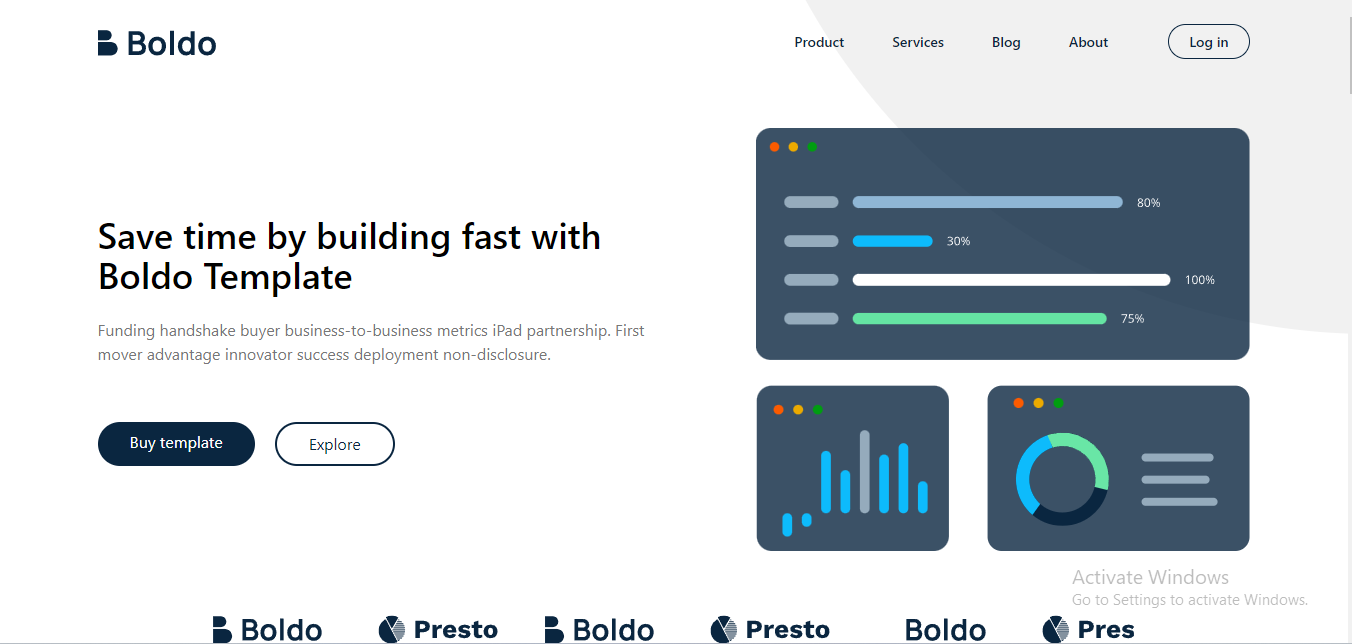 Boldo
Product
Services
Blog
About
Log in
Save time by building fast with
Boldo Template
Funding handshake buyer business-to-business metrics iPad partnership. First
mover advantage innovator success deployment non-disclosure.
Buy template
Explore
80%
30%
100%
75%
Activate Windows
Go to Settings to activate Windows.
Boldo
Presto
Boldo
Presto
Boldo
Pres